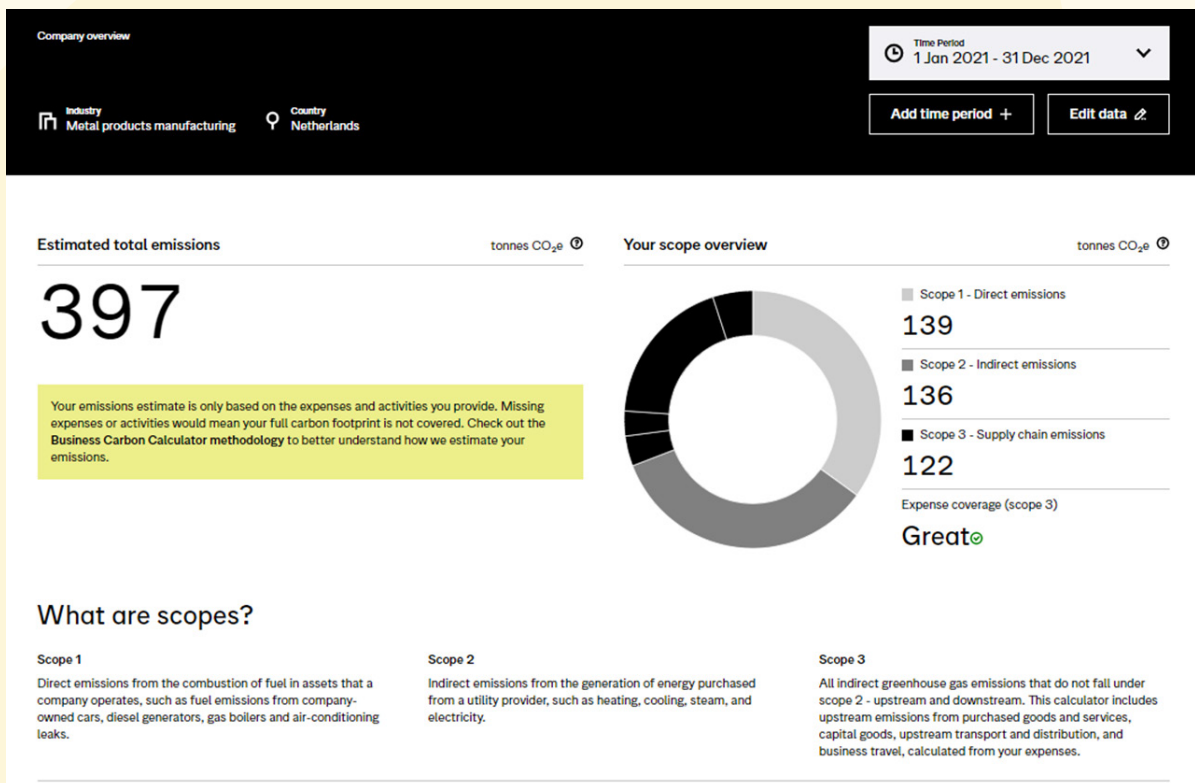 Company overview
Time Period
1 Jan 2021 - 31 Dec 2021
Industry
Metal products manufacturing
Country
Netherlands
Add time period +
Edit data
Estimated total emissions
tonnes CO₂e
397
Your emissions estimate is only based on the expenses and activities you provide. Missing
expenses or activities would mean your full carbon footprint is not covered. Check out the
Business Carbon Calculator methodology to better understand how we estimate your
emissions.
Your scope overview
tonnes CO₂e
Scope 1 - Direct emissions
139
Scope 2 - Indirect emissions
136
Scope 3 - Supply chain emissions
122
Expense coverage (scope 3)
Great
What are scopes?
Scope 1
Direct emissions from the combustion of fuel in assets that a
company operates, such as fuel emissions from company-
owned cars, diesel generators, gas boilers and air-conditioning
leaks.
Scope 2
Indirect emissions from the generation of energy purchased
from a utility provider, such as heating, cooling, steam, and
electricity.
Scope 3
All indirect greenhouse gas emissions that do not fall under
scope 2 - upstream and downstream. This calculator includes
upstream emissions from purchased goods and services,
capital goods, upstream transport and distribution, and
business travel, calculated from your expenses.